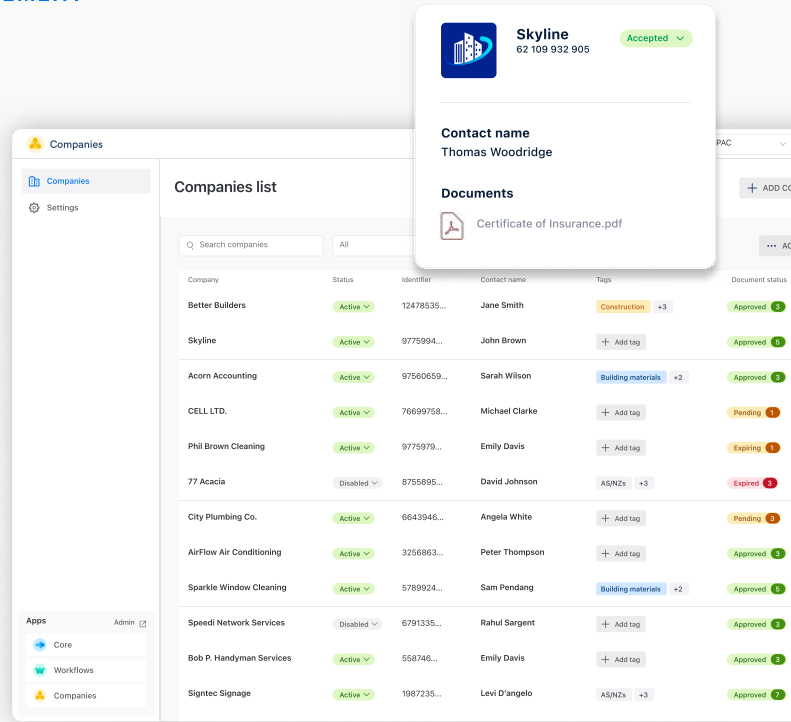 Skyline
62 109 932 905
Accepted
Contact name
Thomas Woodridge
Documents
Certificate of Insurance.pdf
Companies
PAC
Companies
Settings
Companies list
ADD CO
Search companies
All
AC
Company Status Identifier Contact name Tags Document status
Better Builders Active 12478535... Jane Smith Construction +3 Approved 3
Skyline Active 9775994... John Brown + Add tag Approved 5
Acorn Accounting Active 97560659... Sarah Wilson Building materials +2 Approved 3
CELL LTD. Active 76699758... Michael Clarke + Add tag Pending 1
Phil Brown Cleaning Active 9775979... Emily Davis + Add tag Expiring 1
77 Acacia Disabled 8755895... David Johnson AS/NZs +3 Expired 3
City Plumbing Co. Active 6643946... Angela White + Add tag Pending 3
AirFlow Air Conditioning Active 3256863... Peter Thompson + Add tag Approved 3
Sparkle Window Cleaning Active 5789924... Sam Pendang Building materials +2 Approved 5
Speedi Network Services Disabled 6791335... Rahul Sargent + Add tag Approved 3
Bob P. Handyman Services Active 558746... Emily Davis + Add tag Approved 3
Signtec Signage Active 1987235... Levi D'angelo AS/NZs +3 Approved 7
Apps Admin
Core
Workflows
Companies